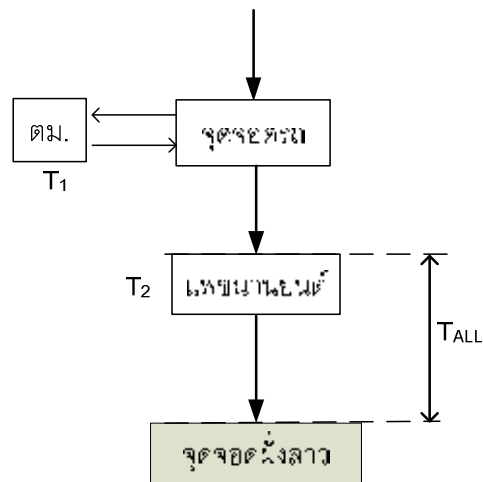 ตม.
จุดจอดรถ
T1
T2
แพขนานยนต์
TALL
จุดจอดฝั่งลาว